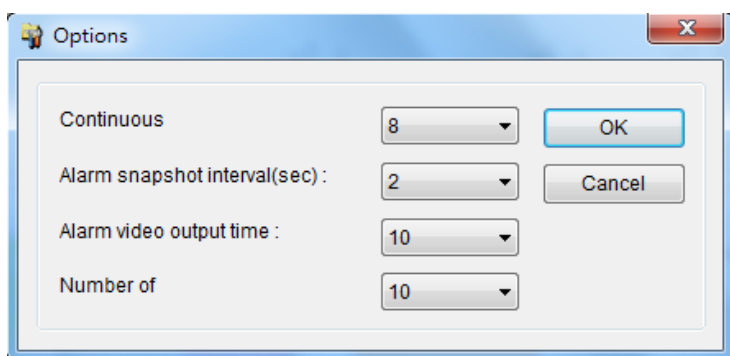 Options
Continuous 8 OK
Alarm snapshot interval(sec) : 2 Cancel
Alarm video output time : 10
Number of 10